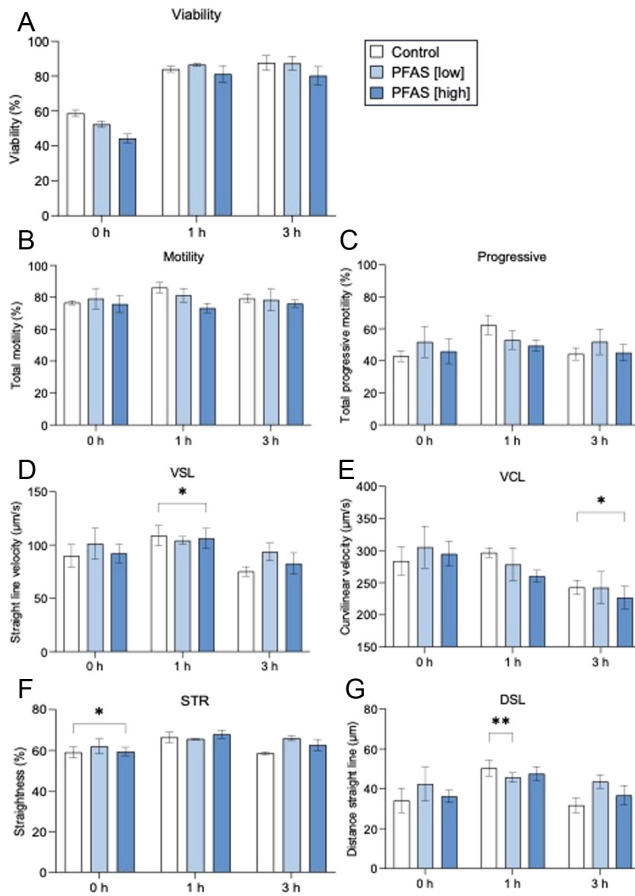 A
Viability
Viability (%)
100
80
60
40
20
0
0 h
1 h
3 h
Control
PFAS [low]
PFAS [high]
B
Motility
Total motility (%)
100
80
60
40
20
0
0 h
1 h
3 h
C
Progressive
Total progressive motility (%)
100
80
60
40
20
0
0 h
1 h
3 h
D
VSL
Straight line velocity (μm/s)
150
100
50
0
*
0 h
1 h
3 h
E
VCL
Curvilinear velocity (μm/s)
400
350
300
250
200
150
*
0 h
1 h
3 h
F
STR
Straightness (%)
80
60
40
20
0
*
0 h
1 h
3 h
G
DSL
Distance straight line (μm)
80
60
40
20
0
**
0 h
1 h
3 h